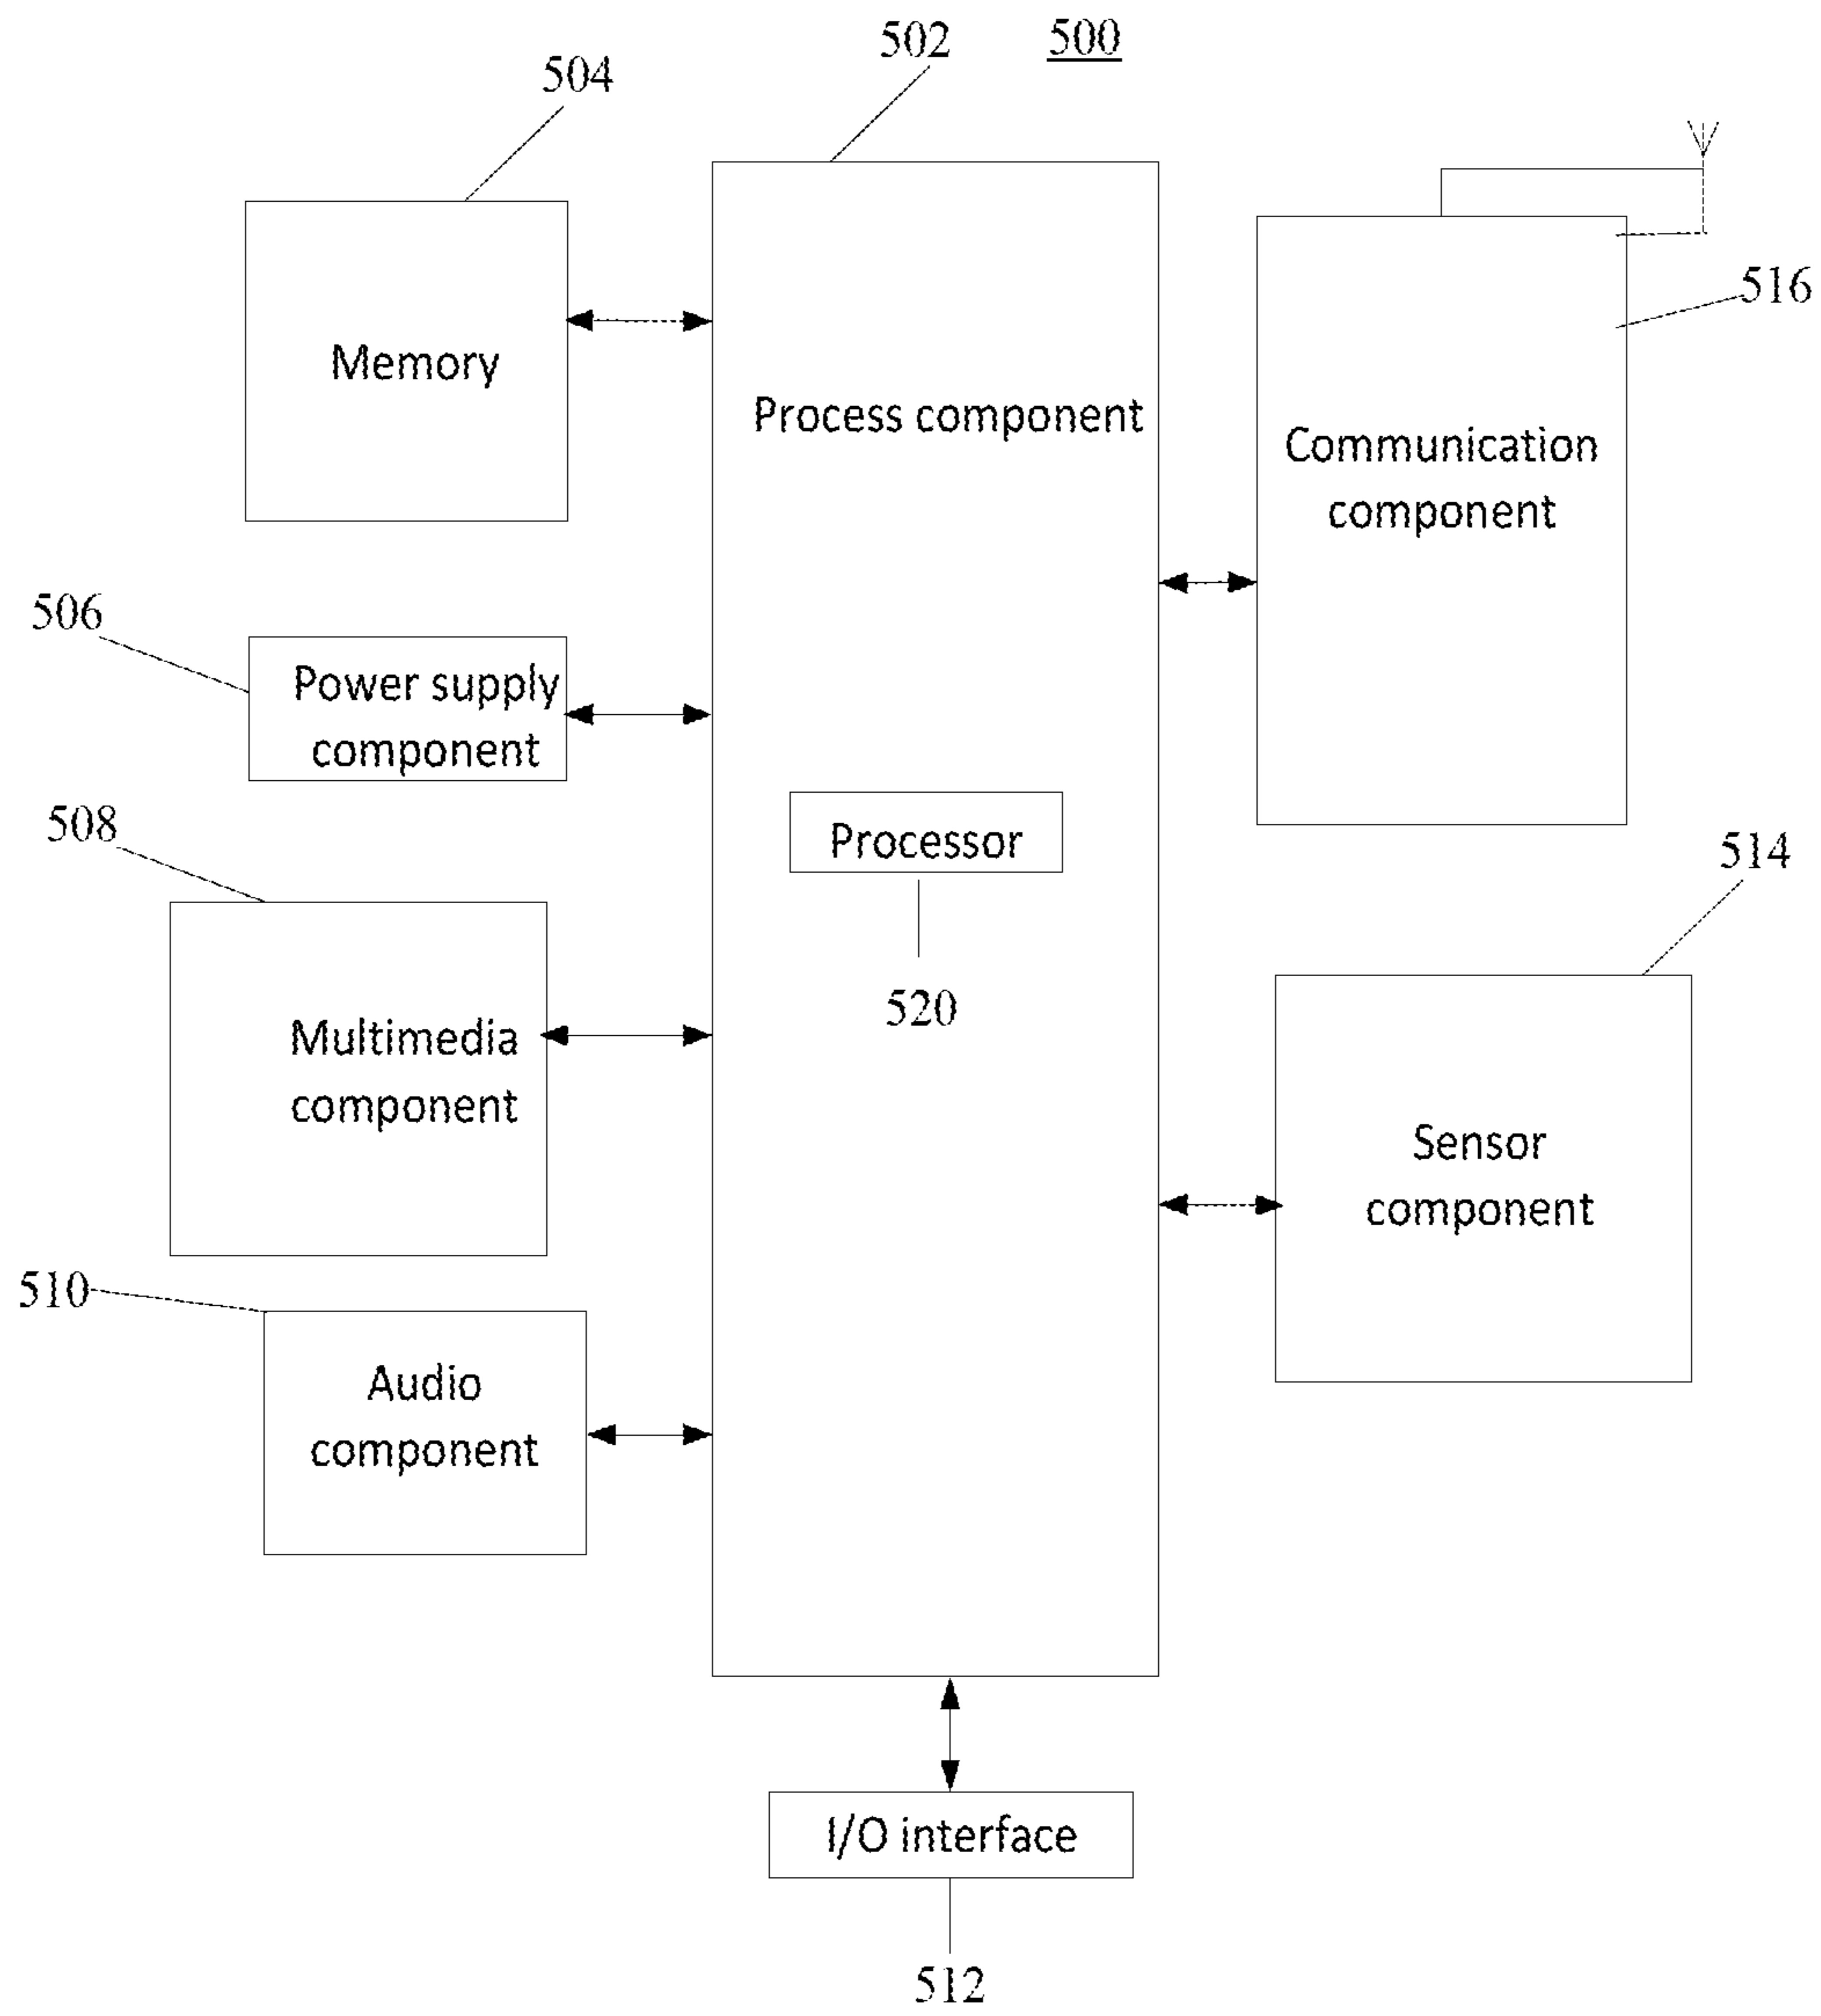 502
500
504
516
Memory
Process component
Communication
component
506
Power supply
component
508
Processor
514
520
Multimedia
component
Sensor
component
510
Audio
component
I/O interface
512